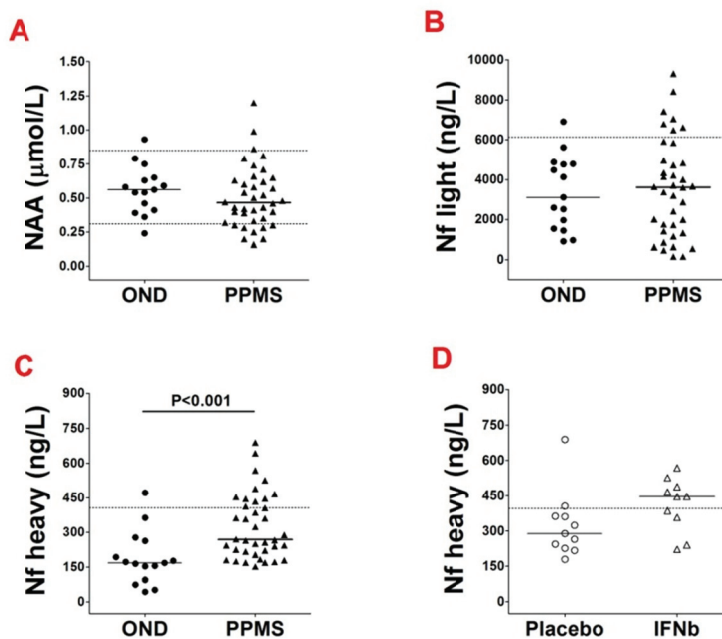 A
NAA (μmol/L)
1.50
1.25
1.00
0.75
0.50
0.25
0.00
OND PPMS
B
Nf light (ng/L)
10000
8000
6000
4000
2000
0
OND PPMS
C
Nf heavy (ng/L)
900
750
600
450
300
150
0
P<0.001
OND PPMS
D
Nf heavy (ng/L)
900
750
600
450
300
150
0
Placebo IFNb